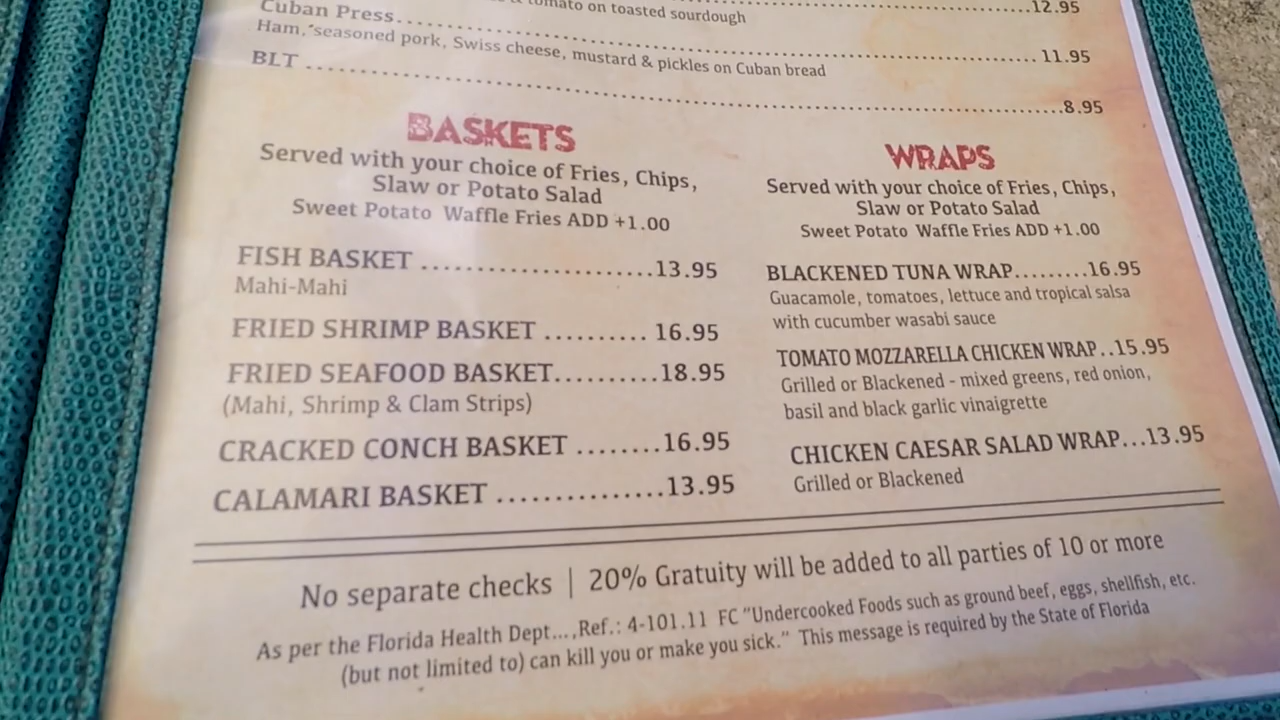 tomato on toasted sourdough
..........12.95
Cuban Press.......... 11.95
Ham, seasoned pork, Swiss cheese, mustard & pickles on Cuban bread
BLT ..........8.95
BASKETS
Served with your choice of Fries, Chips,
Slaw or Potato Salad
Sweet Potato Waffle Fries ADD +1.00
FISH BASKET ......................13.95
Mahi-Mahi
FRIED SHRIMP BASKET .......... 16.95
FRIED SEAFOOD BASKET..........18.95
(Mahi, Shrimp & Clam Strips)
CRACKED CONCH BASKET ........16.95
CALAMARI BASKET ................13.95
WRAPS
Served with your choice of Fries, Chips,
Slaw or Potato Salad
Sweet Potato Waffle Fries ADD +1.00
BLACKENED TUNA WRAP.........16.95
Guacamole, tomatoes, lettuce and tropical salsa
with cucumber wasabi sauce
TOMATO MOZZARELLA CHICKEN WRAP..15.95
Grilled or Blackened - mixed greens, red onion,
basil and black garlic vinaigrette
CHICKEN CAESAR SALAD WRAP...13.95
Grilled or Blackened
No separate checks | 20% Gratuity will be added to all parties of 10 or more
As per the Florida Health Dept...,Ref.: 4-101.11 FC "Undercooked Foods such as ground beef, eggs, shellfish, etc.
(but not limited to) can kill you or make you sick." This message is required by the State of Florida